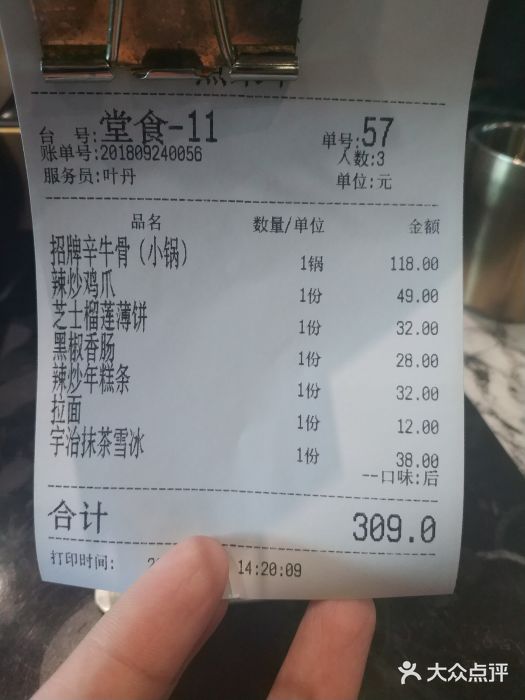 台 号:堂食-11 单号:57
账单号:201809240056 人数:3
服务员:叶丹 单位:元
品名 数量/单位 金额
招牌辛牛骨（小锅） 1锅 118.00
辣炒鸡爪 1份 49.00
芝士榴莲薄饼 1份 32.00
黑椒香肠 1份 28.00
辣炒年糕条 1份 32.00
拉面 1份 12.00
宇治抹茶雪冰 1份 38.00
--口味:后
合计 309.0
打印时间: 14:20:09
大众点评